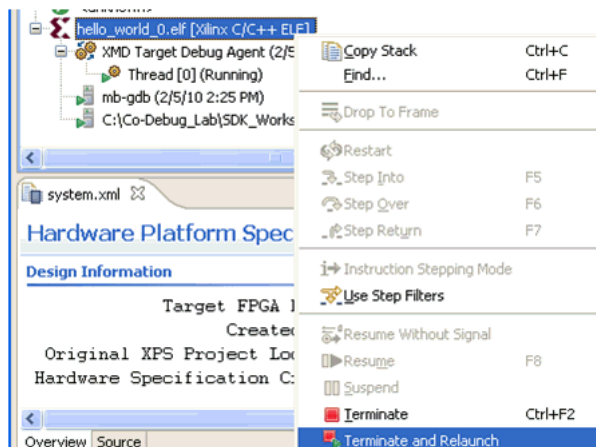 hello_world_0.elf [Xilinx C/C++ ELF]
XMD Target Debug Agent (2/5
Thread [0] (Running)
mb-gdb (2/5/10 2:25 PM)
C:\Co-Debug_Lab\SDK_Works
system.xml
Hardware Platform Spec
Design Information
Target FPGA
Created
Original XPS Project Loc
Hardware Specification C
Overview Source
Copy Stack Ctrl+C
Find... Ctrl+F
Drop To Frame
Restart
Step Into F5
Step Over F6
Step Return F7
Instruction Stepping Mode
Use Step Filters
Resume Without Signal
Resume F8
Suspend
Terminate Ctrl+F2
Terminate and Relaunch